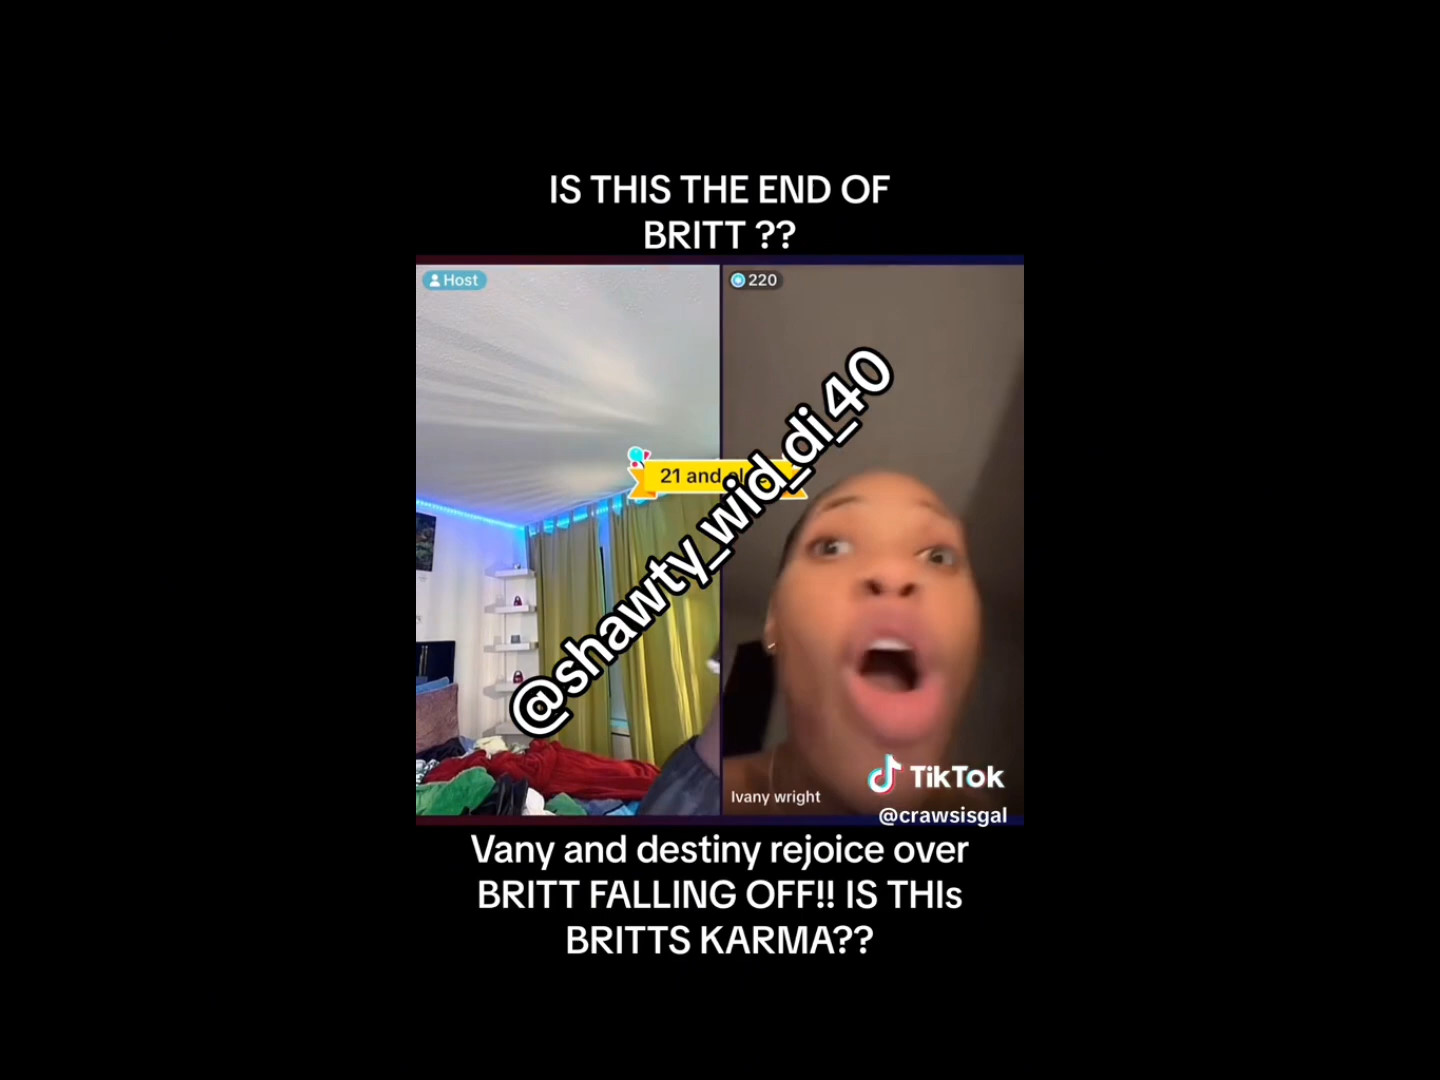 IS THIS THE END OF
BRITT ??
Host
220
21 and
@shawty_wid_di_40
Ivany wright
TikTok
@crawsisgal
Vany and destiny rejoice over
BRITT FALLING OFF!! IS THIs
BRITTS KARMA??